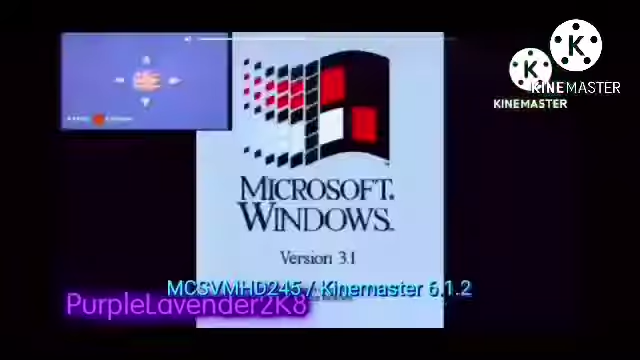 KINEMASTER
KINEMASTER
MICROSOFT.
WINDOWS.
Version 3.1
MCSVMHD245 / Kinemaster 6.1.2
PurpleLavender2K8